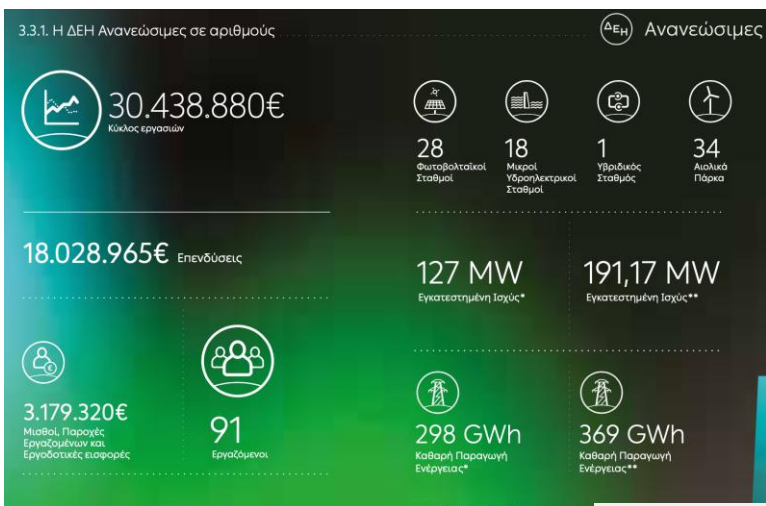 3.3.1. Η ΔΕΗ Ανανεώσιμες σε αριθμούς
ΔΕΗ Ανανεώσιμες
30.438.880€
Κύκλος εργασιών
28
Φωτοβολταϊκοί
Σταθμοί
18
Μικροί
Υδροηλεκτρικοί
Σταθμοί
1
Υβριδικός
Σταθμός
34
Αιολικά
Πάρκα
18.028.965€ Επενδύσεις
127 MW
Εγκατεστημένη Ισχύς*
191,17 MW
Εγκατεστημένη Ισχύς**
3.179.320€
Μισθοί, Παροχές
Εργαζομένων και
Εργοδοτικές εισφορές
91
Εργαζόμενοι
298 GWh
Καθαρή Παραγωγή
Ενέργειας*
369 GWh
Καθαρή Παραγωγή
Ενέργειας**